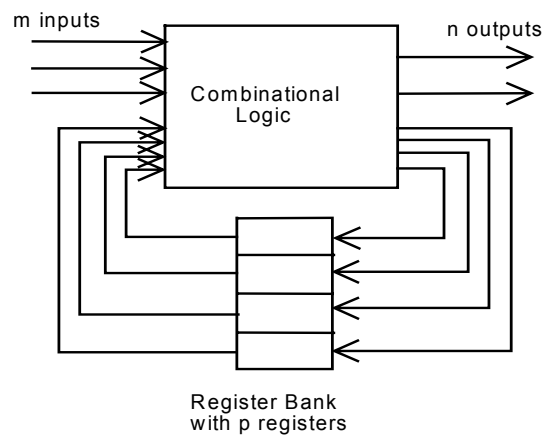 m inputs
n outputs
Combinational
Logic
Register Bank
with p registers